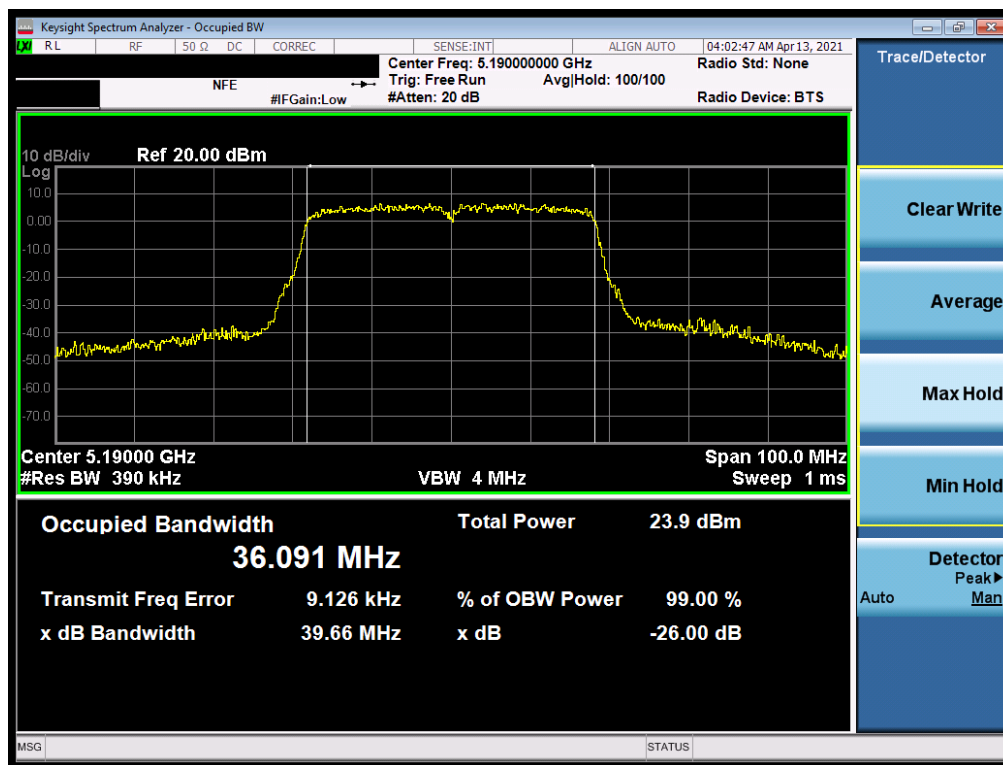 Keysight Spectrum Analyzer - Occupied BW
LXI RL RF 50 Ω DC CORREC SENSE:INT ALIGN AUTO 04:02:47 AM Apr 13, 2021
Center Freq: 5.190000000 GHz Radio Std: None
NFE Trig: Free Run Avg|Hold: 100/100
#IFGain:Low #Atten: 20 dB Radio Device: BTS
10 dB/div Ref 20.00 dBm
Log
10.0
0.00
-10.0
-20.0
-30.0
-40.0
-50.0
-60.0
-70.0
Center 5.19000 GHz Span 100.0 MHz
#Res BW 390 kHz VBW 4 MHz Sweep 1 ms
Occupied Bandwidth Total Power 23.9 dBm
36.091 MHz
Transmit Freq Error 9.126 kHz % of OBW Power 99.00 %
x dB Bandwidth 39.66 MHz x dB -26.00 dB
MSG STATUS
Trace/Detector
Clear Write
Average
Max Hold
Min Hold
Detector
Peak▶
Auto Man